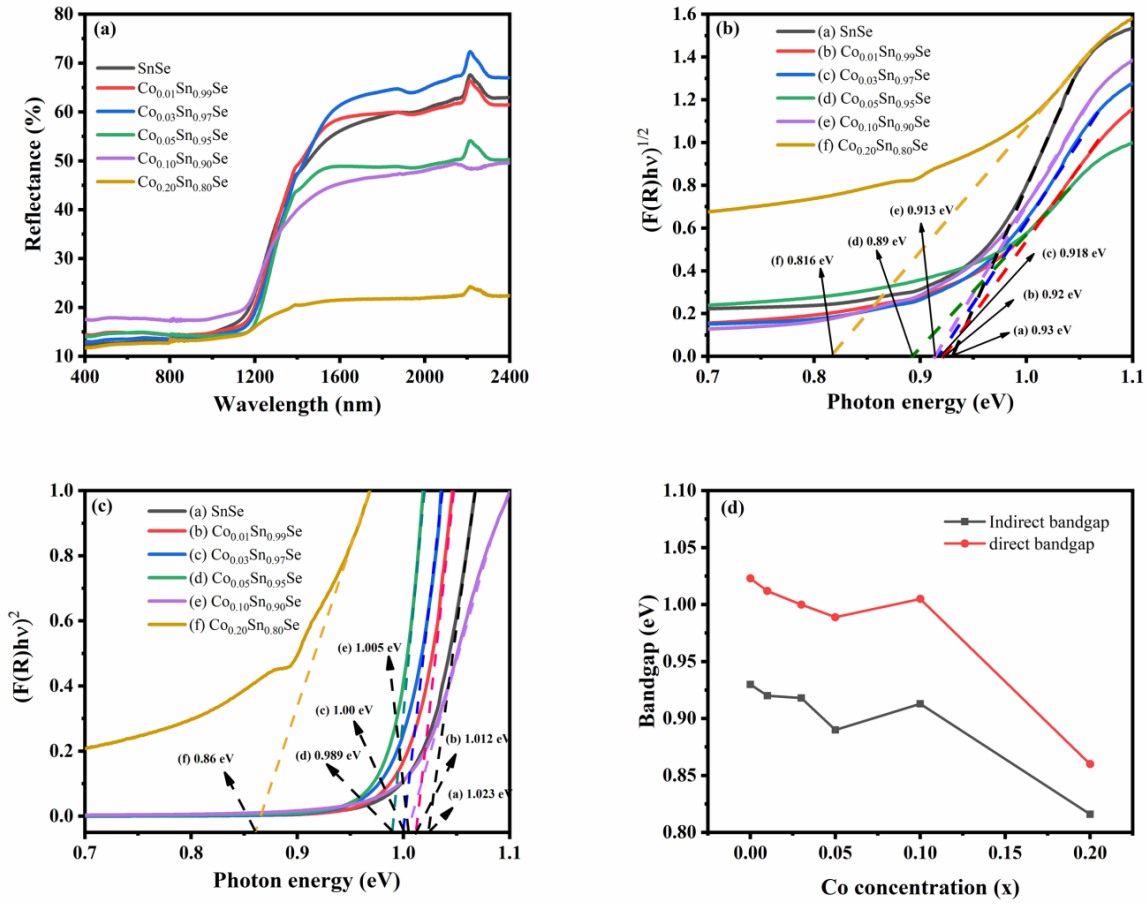 (a)
80
70
60
50
40
30
20
10
Reflectance (%)
SnSe
Co0.01Sn0.99Se
Co0.03Sn0.97Se
Co0.05Sn0.95Se
Co0.10Sn0.90Se
Co0.20Sn0.80Se
400 800 1200 1600 2000 2400
Wavelength (nm)
(b)
1.6
1.4
1.2
1.0
0.8
0.6
0.4
0.2
0.0
(F(R)hν)1/2
(a) SnSe
(b) Co0.01Sn0.99Se
(c) Co0.03Sn0.97Se
(d) Co0.05Sn0.95Se
(e) Co0.10Sn0.90Se
(f) Co0.20Sn0.80Se
(e) 0.913 eV
(d) 0.89 eV
(f) 0.816 eV
(c) 0.918 eV
(b) 0.92 eV
(a) 0.93 eV
0.7 0.8 0.9 1.0 1.1
Photon energy (eV)
(c)
1.0
0.8
0.6
0.4
0.2
0.0
(F(R)hν)2
(a) SnSe
(b) Co0.01Sn0.99Se
(c) Co0.03Sn0.97Se
(d) Co0.05Sn0.95Se
(e) Co0.10Sn0.90Se
(f) Co0.20Sn0.80Se
(e) 1.005 eV
(c) 1.00 eV
(d) 0.989 eV
(f) 0.86 eV
(b) 1.012 eV
(a) 1.023 eV
0.7 0.8 0.9 1.0 1.1
Photon energy (eV)
(d)
1.10
1.05
1.00
0.95
0.90
0.85
0.80
Bandgap (eV)
Indirect bandgap
direct bandgap
0.00 0.05 0.10 0.15 0.20
Co concentration (x)